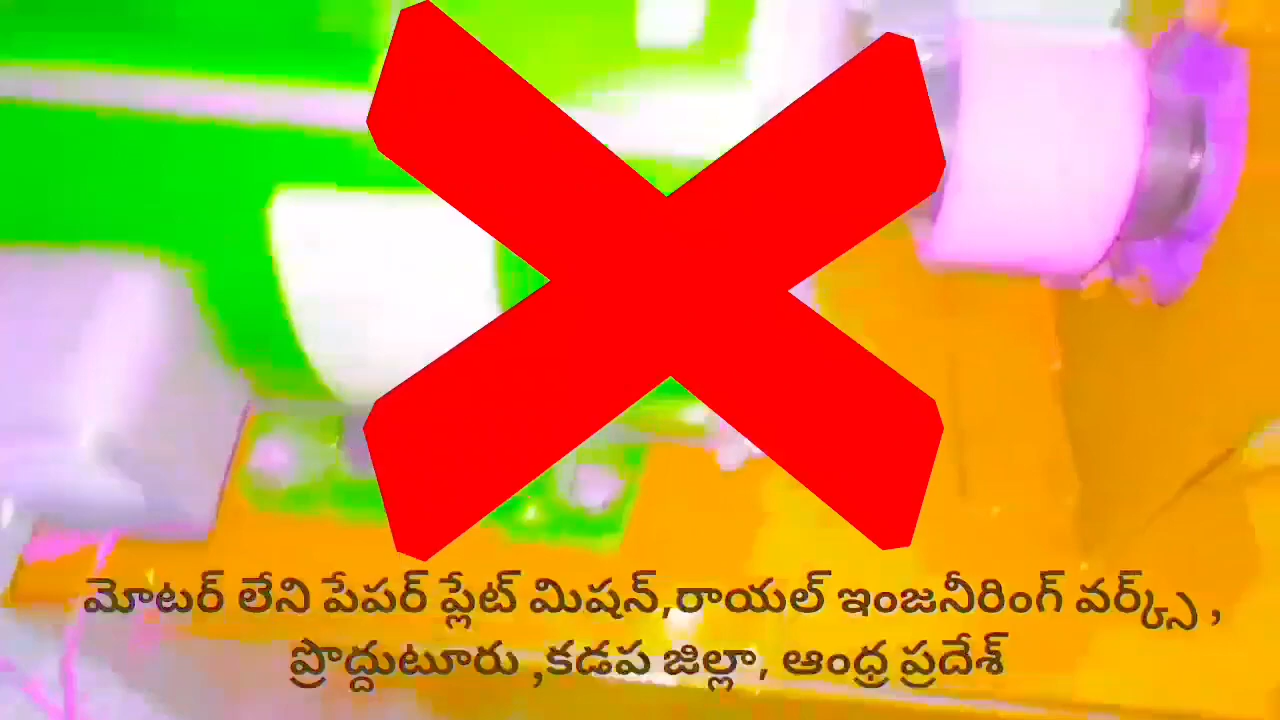 మోటర్ లేని పేపర్ ప్లేట్ మిషన్,రాయల్ ఇంజనీరింగ్ వర్క్స్ ,
ప్రొద్దుటూరు ,కడప జిల్లా, ఆంధ్ర ప్రదేశ్